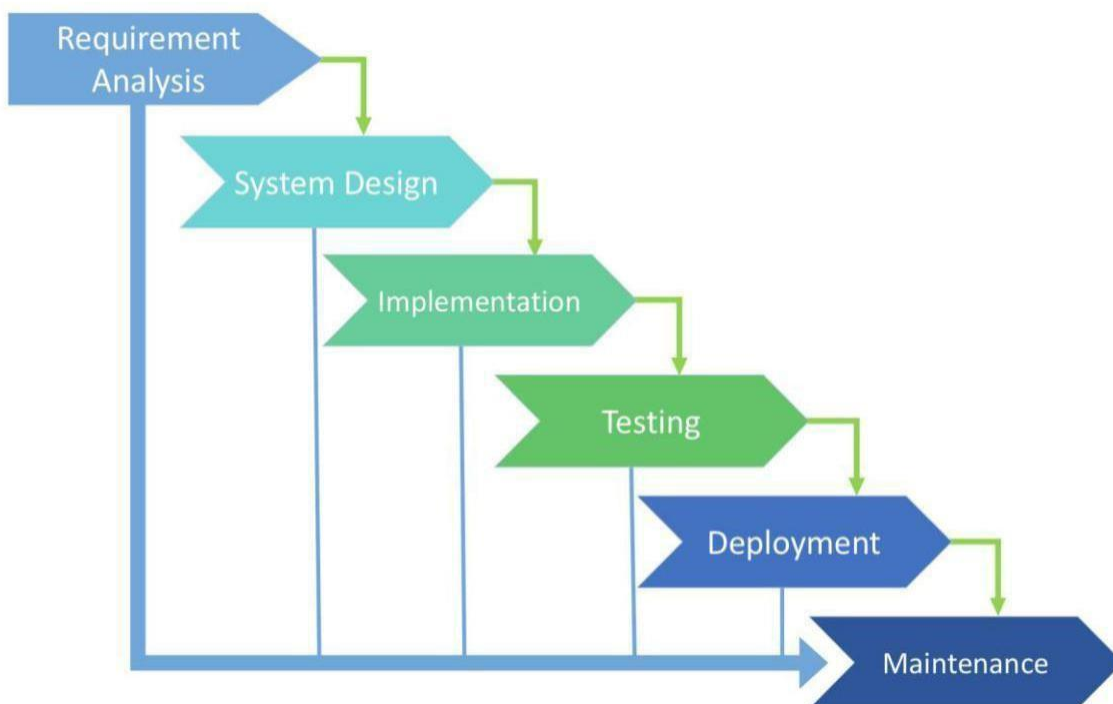 Requirement
Analysis
System Design
Implementation
Testing
Deployment
Maintenance